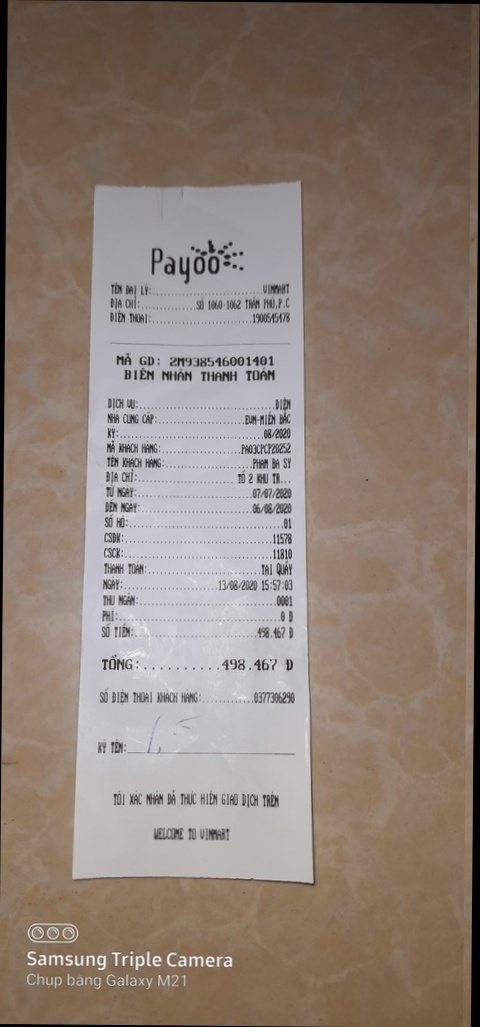 Payoo
TÊN ĐẠI LÝ:........................VINMART
ĐỊA CHỈ:............SỐ 1060-1062 TRẦN PHÚ,P.C
ĐIỆN THOẠI:......................1900545478
MÃ GD: 2M938546001401
BIÊN NHẬN THANH TOÁN
DỊCH VỤ:..............................ĐIỆN
NHÀ CUNG CẤP:...................EVN-MIỀN BẮC
KỲ:................................08/2020
MÃ KHÁCH HÀNG:.................PA03CPCP20252
TÊN KHÁCH HÀNG:...................PHAM BA SY
ĐỊA CHỈ:.....................TỔ 2 KHU TR...
TỪ NGÀY:........................07/07/2020
ĐẾN NGÀY:.......................06/08/2020
SỐ HỘ:..................................01
CSĐK:................................11578
CSCK:................................11810
THANH TOÁN:........................TẠI QUẦY
NGÀY:..................13/08/2020 15:57:03
THU NGÂN:.............................0001
PHÍ:...................................0 Đ
SỐ TIỀN:.........................498.467 Đ
TỔNG:..........498.467 Đ
SỐ ĐIỆN THOẠI KHÁCH HÀNG:...........0377306290
KÝ TÊN:
TÔI XÁC NHẬN ĐÃ THỰC HIỆN GIAO DỊCH TRÊN
WELCOME TO VINMART
Samsung Triple Camera
Chụp bằng Galaxy M21